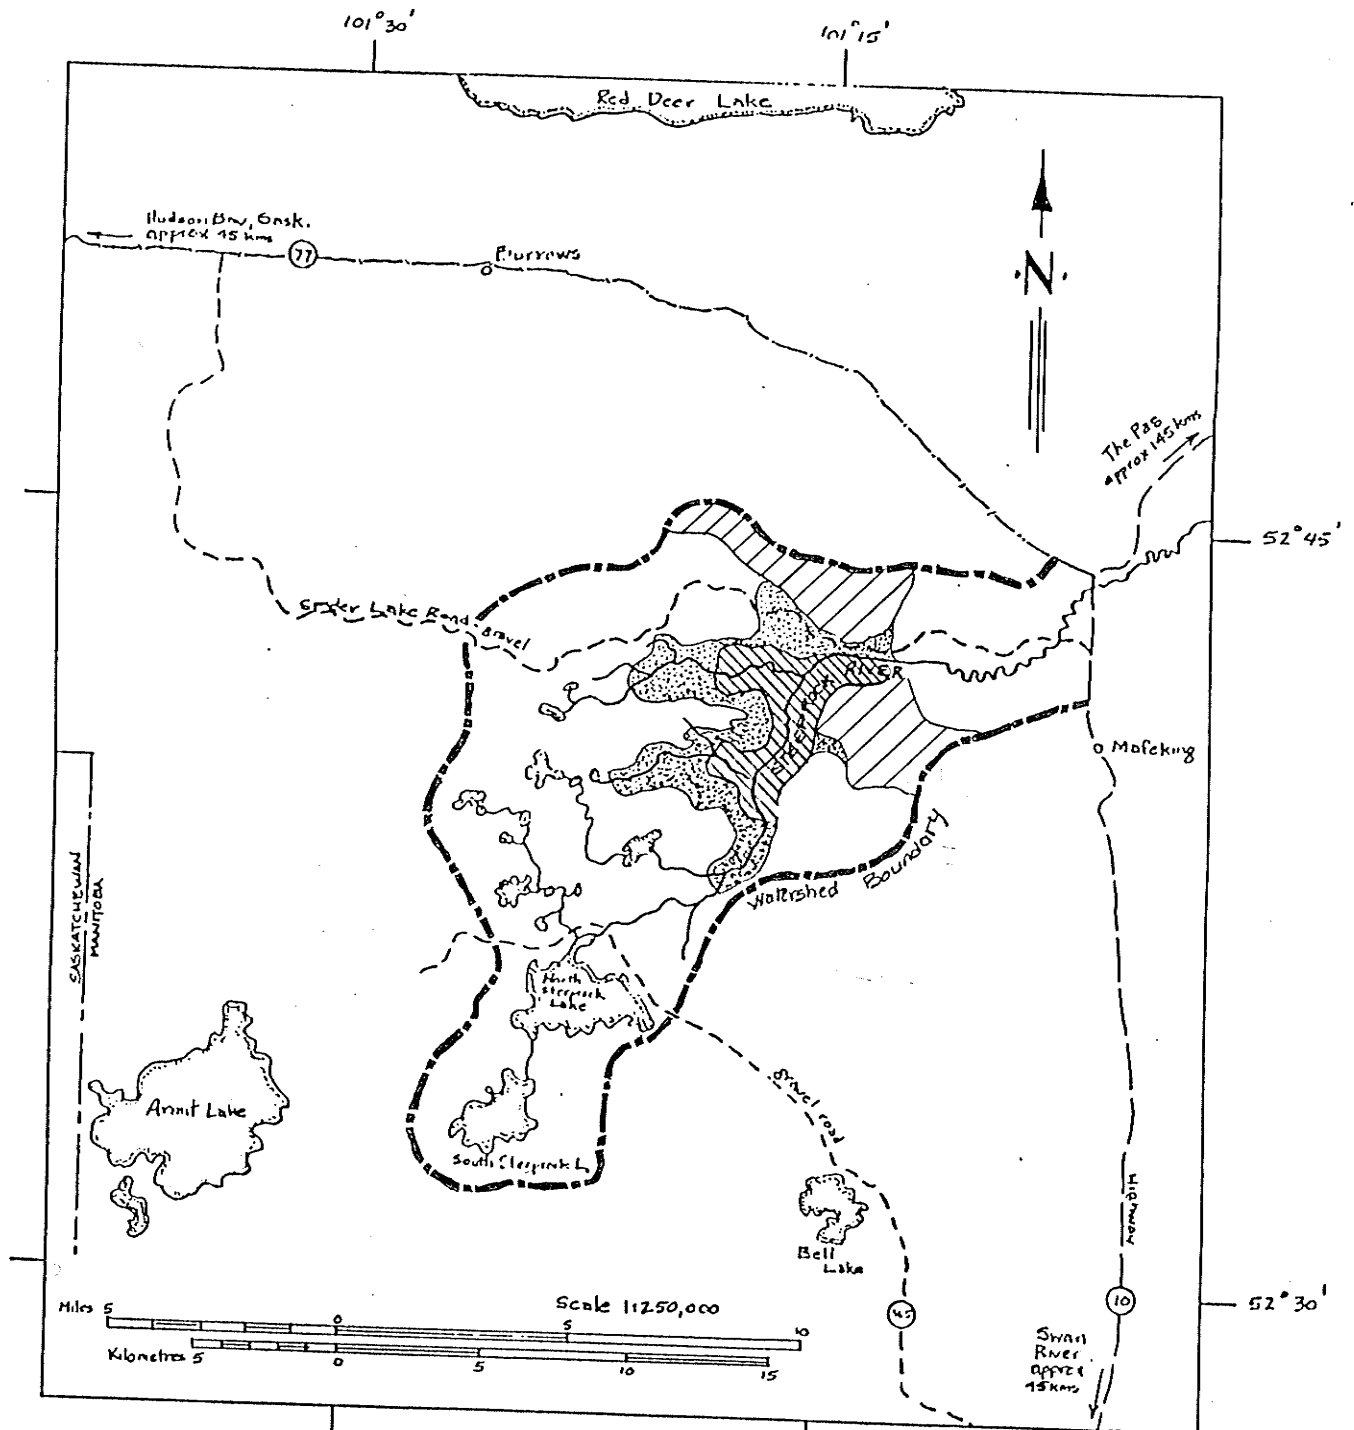 101°30'
101°15'
Red Deer Lake
Hudson Bay, Sask.
approx 45 kms
77
Burrows
N
The Pas
approx 145 kms
52°45'
Lake Road - Gravel
RIVER
STEEPROCK
Mafeking
Watershed Boundary
SASKATCHEWAN
MANITOBA
North
Steeprock
Lake
Armit Lake
South Steeprock L.
gravel road
Bell
Lake
HIGHWAY
52°30'
10
45
Scale 1:250,000
Miles 5 0 5 10
Kilometres 5 0 5 10 15
Swan
River
approx
45 kms